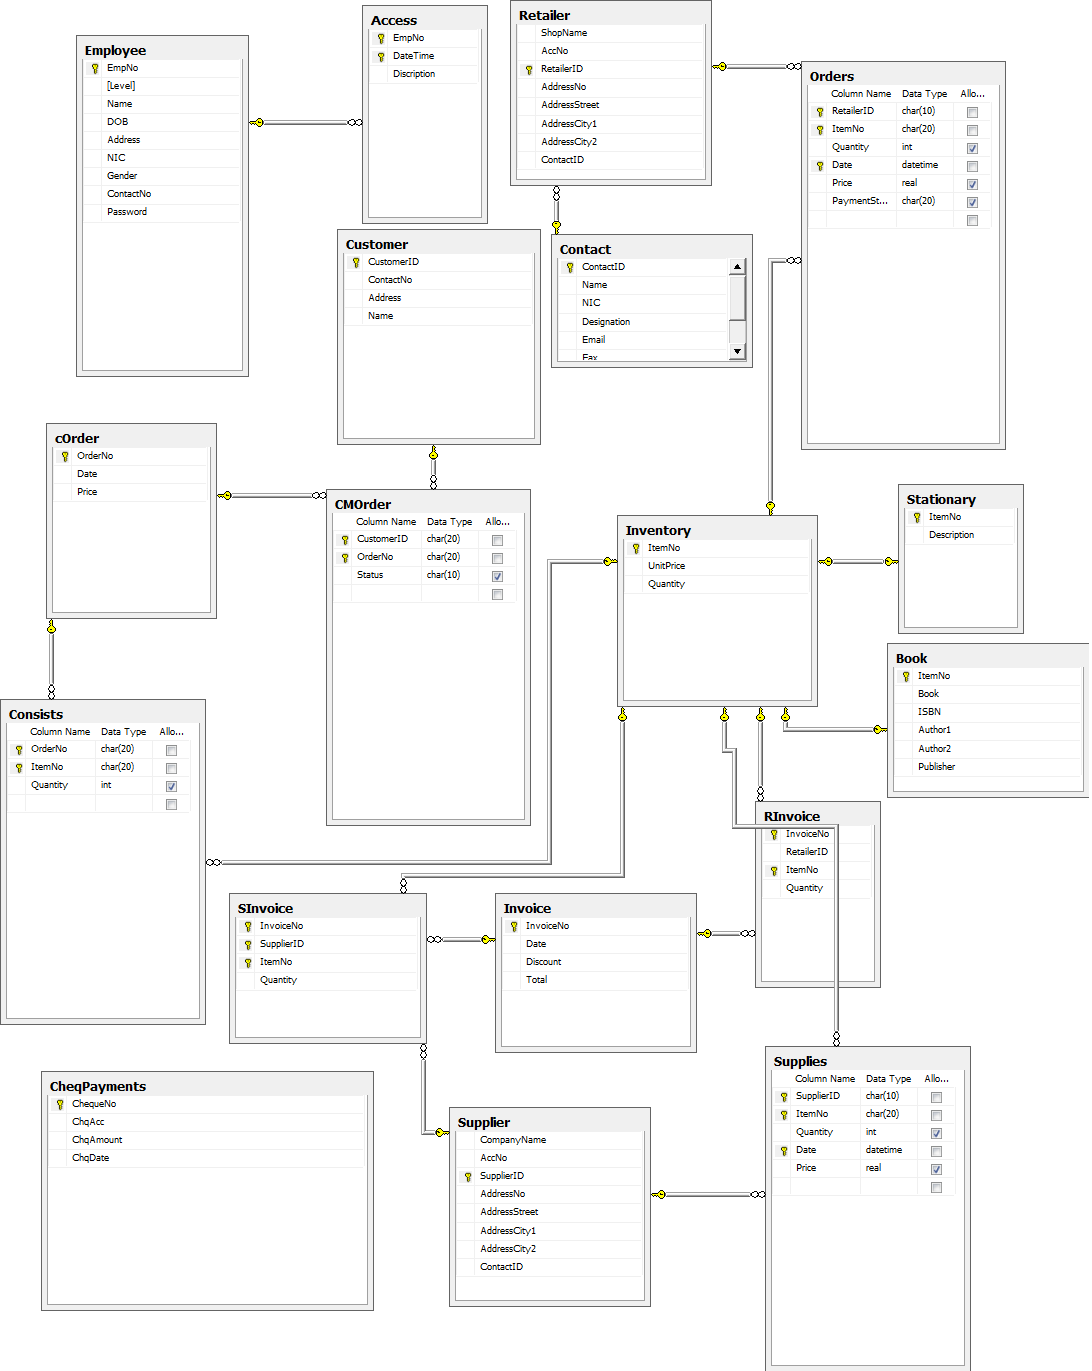 Employee
EmpNo
[Level]
Name
DOB
Address
NIC
Gender
ContactNo
Password
Access
EmpNo
DateTime
Discription
Retailer
ShopName
AccNo
RetailerID
AddressNo
AddressStreet
AddressCity1
AddressCity2
ContactID
Orders
Column Name Data Type Allo...
RetailerID char(10)
ItemNo char(20)
Quantity int
Date datetime
Price real
PaymentSt... char(20)
Customer
CustomerID
ContactNo
Address
Name
Contact
ContactID
Name
NIC
Designation
Email
Fax
cOrder
OrderNo
Date
Price
CMOrder
Column Name Data Type Allo...
CustomerID char(20)
OrderNo char(20)
Status char(10)
Inventory
ItemNo
UnitPrice
Quantity
Stationary
ItemNo
Description
Book
ItemNo
Book
ISBN
Author1
Author2
Publisher
Consists
Column Name Data Type Allo...
OrderNo char(20)
ItemNo char(20)
Quantity int
RInvoice
InvoiceNo
RetailerID
ItemNo
Quantity
SInvoice
InvoiceNo
SupplierID
ItemNo
Quantity
Invoice
InvoiceNo
Date
Discount
Total
CheqPayments
ChequeNo
ChqAcc
ChqAmount
ChqDate
Supplier
CompanyName
AccNo
SupplierID
AddressNo
AddressStreet
AddressCity1
AddressCity2
ContactID
Supplies
Column Name Data Type Allo...
SupplierID char(10)
ItemNo char(20)
Quantity int
Date datetime
Price real